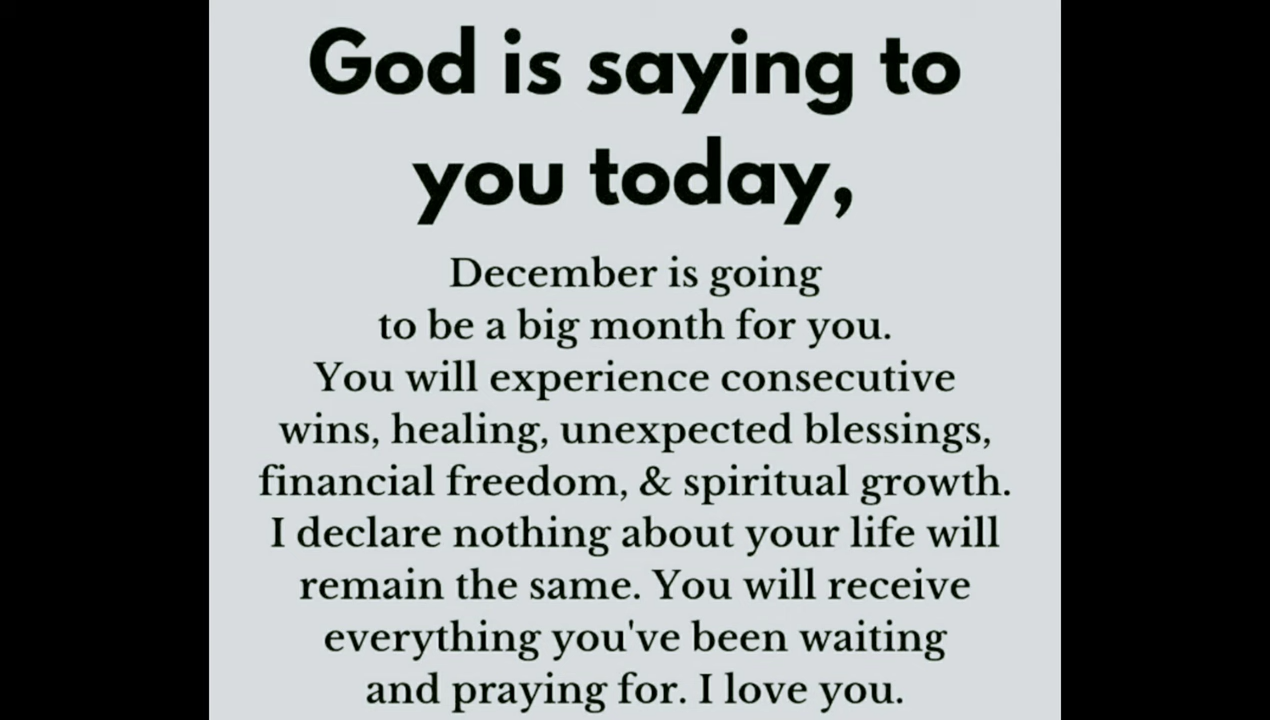 God is saying to
you today,
December is going
to be a big month for you.
You will experience consecutive
wins, healing, unexpected blessings,
financial freedom, & spiritual growth.
I declare nothing about your life will
remain the same. You will receive
everything you've been waiting
and praying for. I love you.